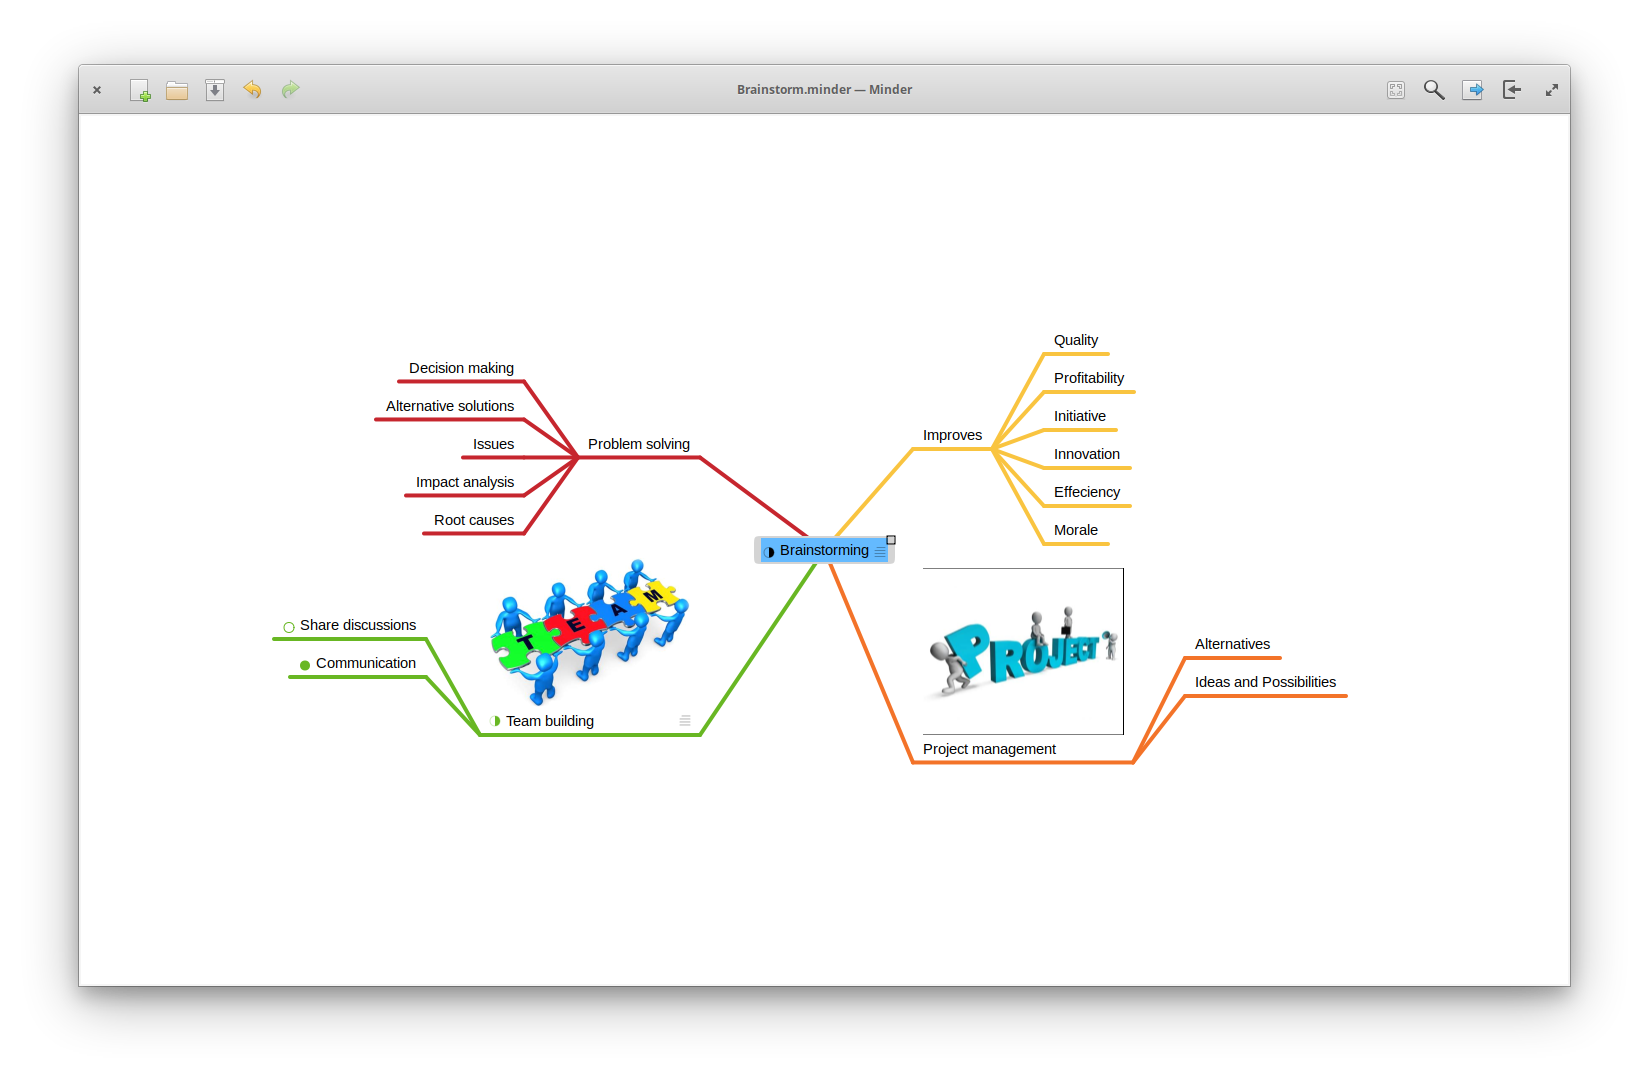 Brainstorm.minder — Minder
Decision making
Alternative solutions
Issues
Impact analysis
Root causes
Problem solving
Share discussions
Communication
TEAM
Team building
Brainstorming
Improves
Quality
Profitability
Initiative
Innovation
Effeciency
Morale
PROJECT
Project management
Alternatives
Ideas and Possibilities